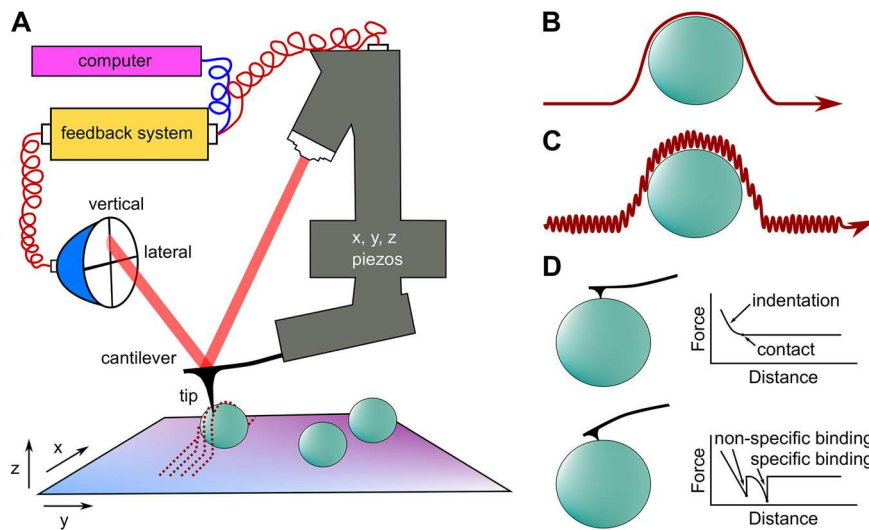 A
computer
feedback system
vertical
lateral
x, y, z
piezos
cantilever
tip
x
z
y
B
C
D
indentation
contact
Force
Distance
non-specific binding
specific binding
Force
Distance